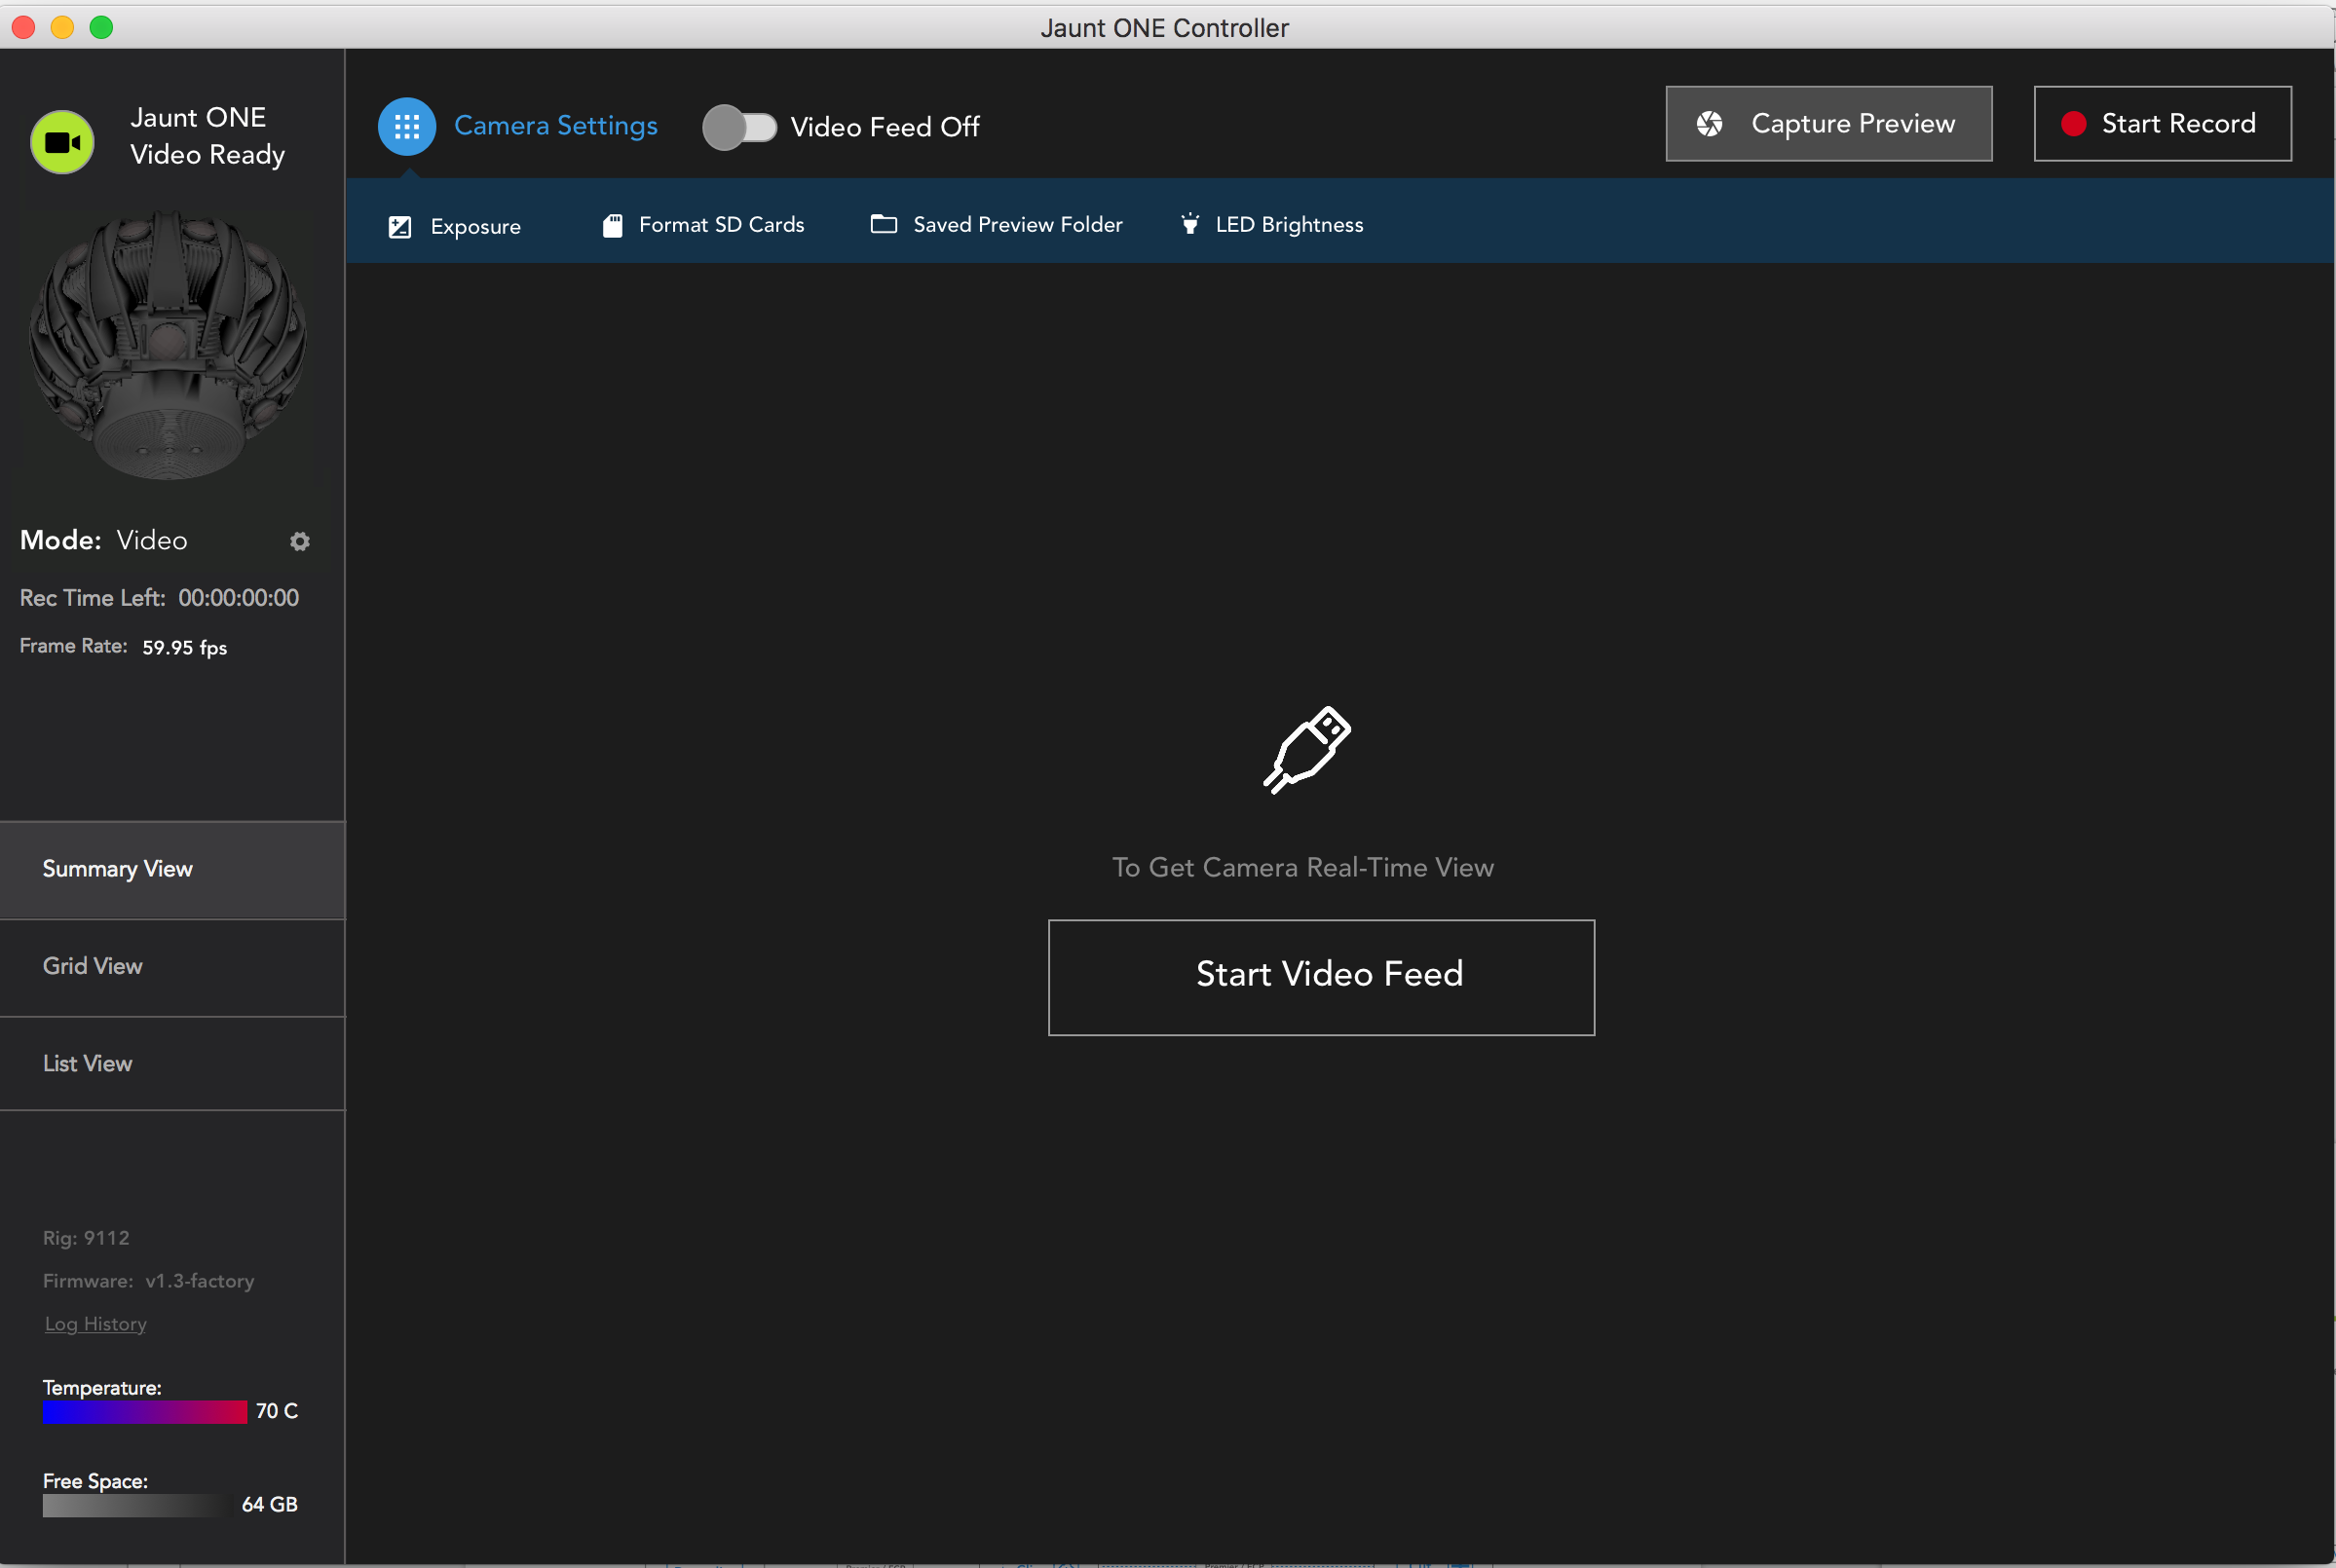 Jaunt ONE Controller
Jaunt ONE
Video Ready
Camera Settings
Video Feed Off
Capture Preview
Start Record
Exposure
Format SD Cards
Saved Preview Folder
LED Brightness
Mode: Video
Rec Time Left: 00:00:00:00
Frame Rate: 59.95 fps
To Get Camera Real-Time View
Start Video Feed
Summary View
Grid View
List View
Rig: 9112
Firmware: v1.3-factory
Log History
Temperature:
70 C
Free Space:
64 GB